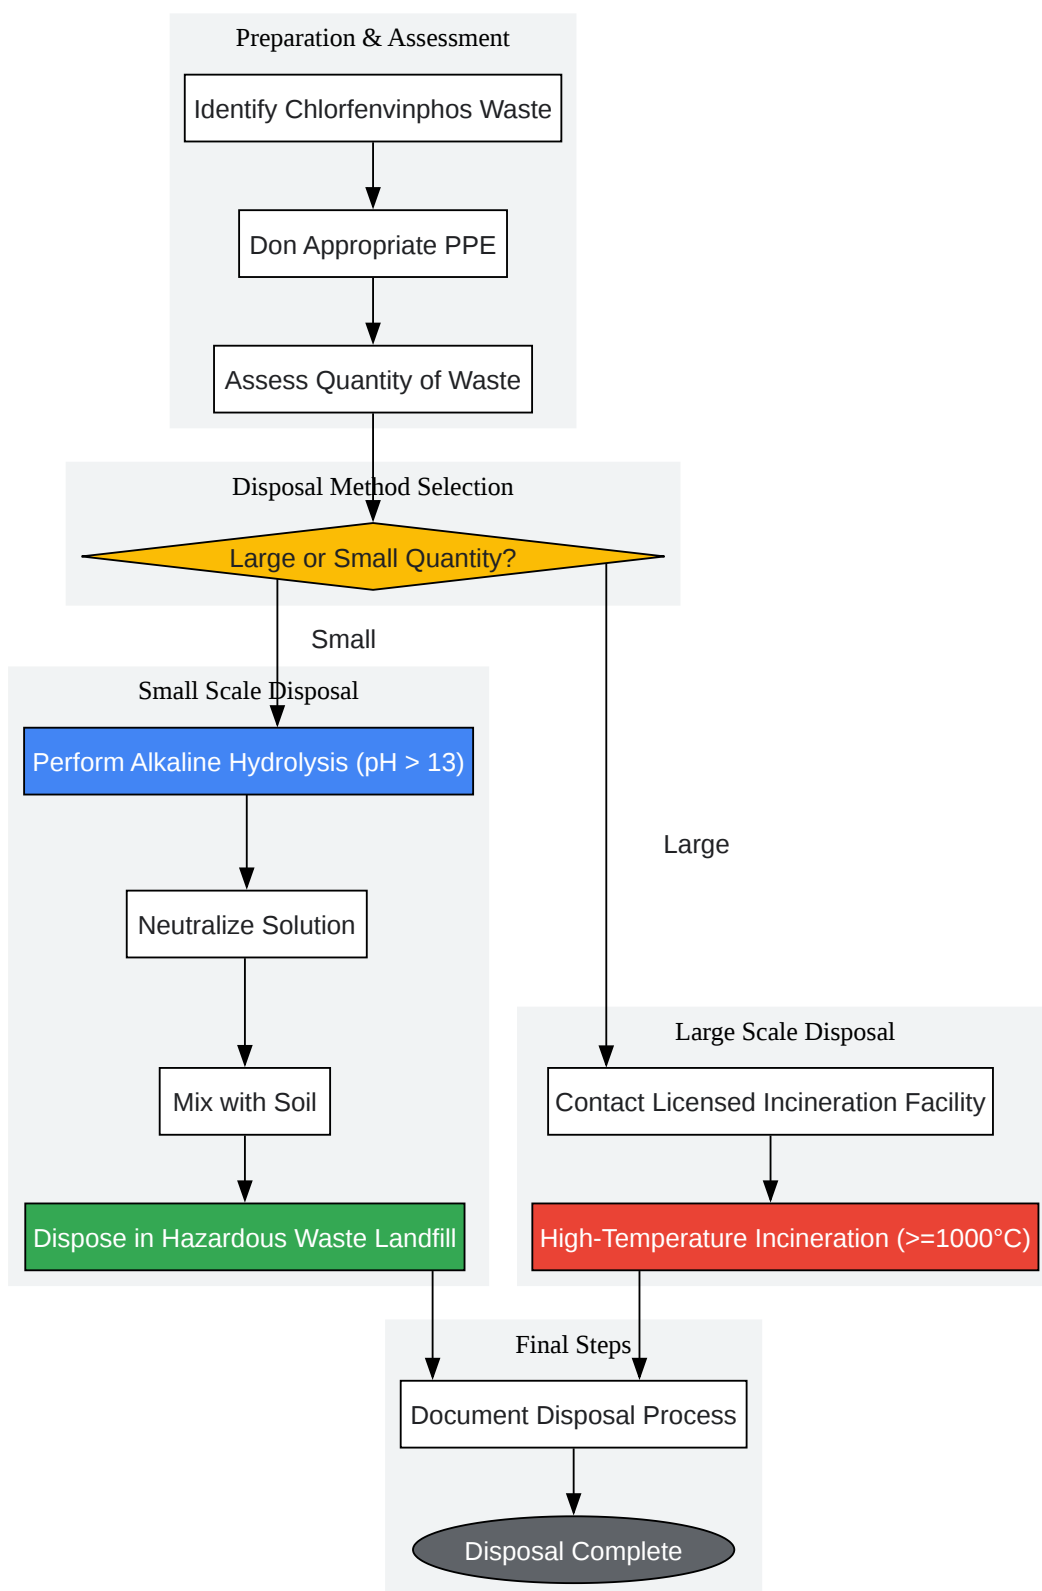 Preparation & Assessment
Identify Chlorfenvinphos Waste
Don Appropriate PPE
Assess Quantity of Waste
Disposal Method Selection
Large or Small Quantity?
Small
Small Scale Disposal
Perform Alkaline Hydrolysis (pH > 13)
Large
Neutralize Solution
Large Scale Disposal
Mix with Soil
Contact Licensed Incineration Facility
Dispose in Hazardous Waste Landfill
High-Temperature Incineration (>=1000°C)
Final Steps
Document Disposal Process
Disposal Complete